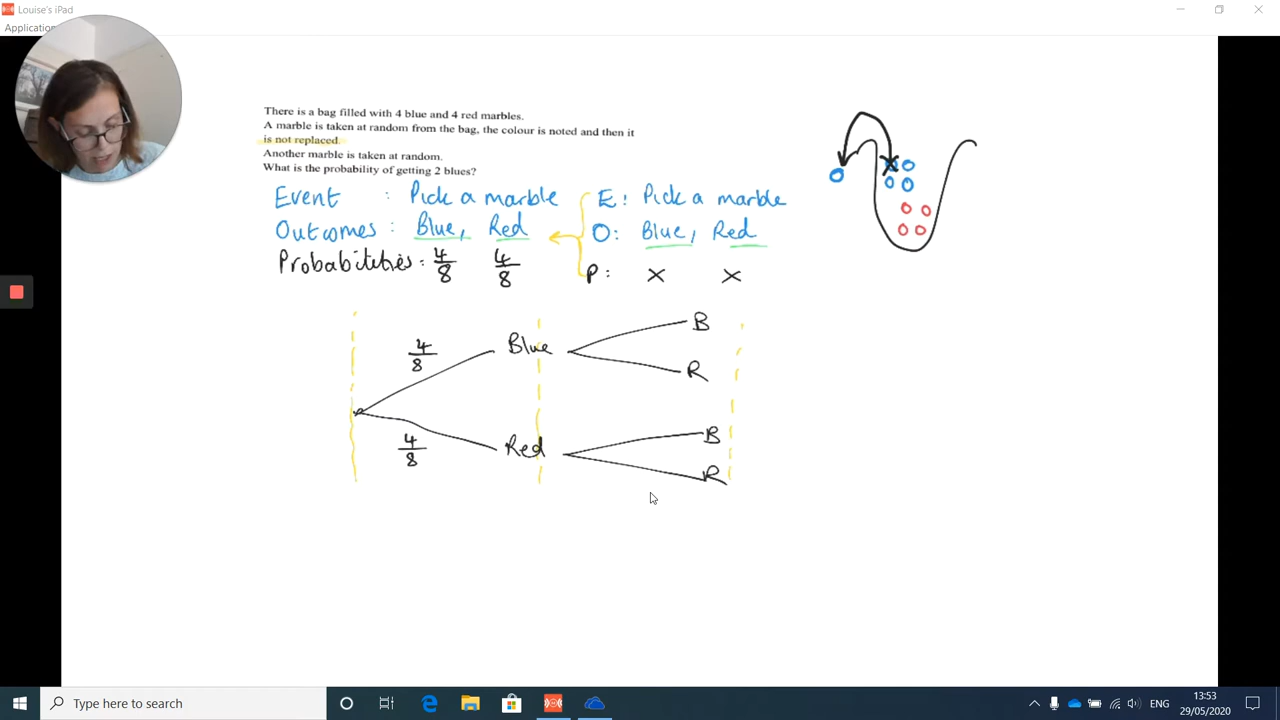 Louise's iPad
Application
There is a bag filled with 4 blue and 4 red marbles.
A marble is taken at random from the bag, the colour is noted and then it
is not replaced.
Another marble is taken at random.
What is the probability of getting 2 blues?
Event : Pick a marble
Outcomes : Blue, Red
Probabilities : 4/8 4/8
E : Pick a marble
O : Blue, Red
P : x x
4/8 Blue B
R
4/8 Red B
R
Type here to search
ENG
13:53
29/05/2020